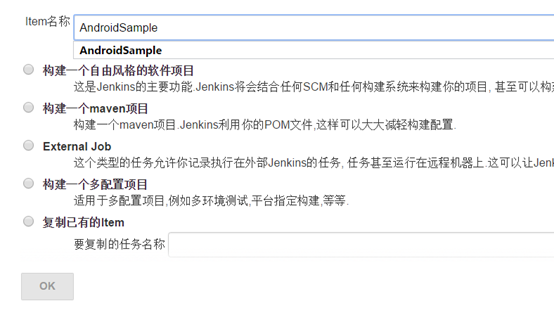 Item名称 AndroidSample
AndroidSample
构建一个自由风格的软件项目
这是Jenkins的主要功能.Jenkins将会结合任何SCM和任何构建系统来构建你的项目, 甚至可以构
构建一个maven项目
构建一个maven项目.Jenkins利用你的POM文件,这样可以大大减轻构建配置.
External Job
这个类型的任务允许你记录执行在外部Jenkins的任务, 任务甚至运行在远程机器上.这可以让Jen
构建一个多配置项目
适用于多配置项目,例如多环境测试,平台指定构建,等等.
复制已有的Item
要复制的任务名称
OK